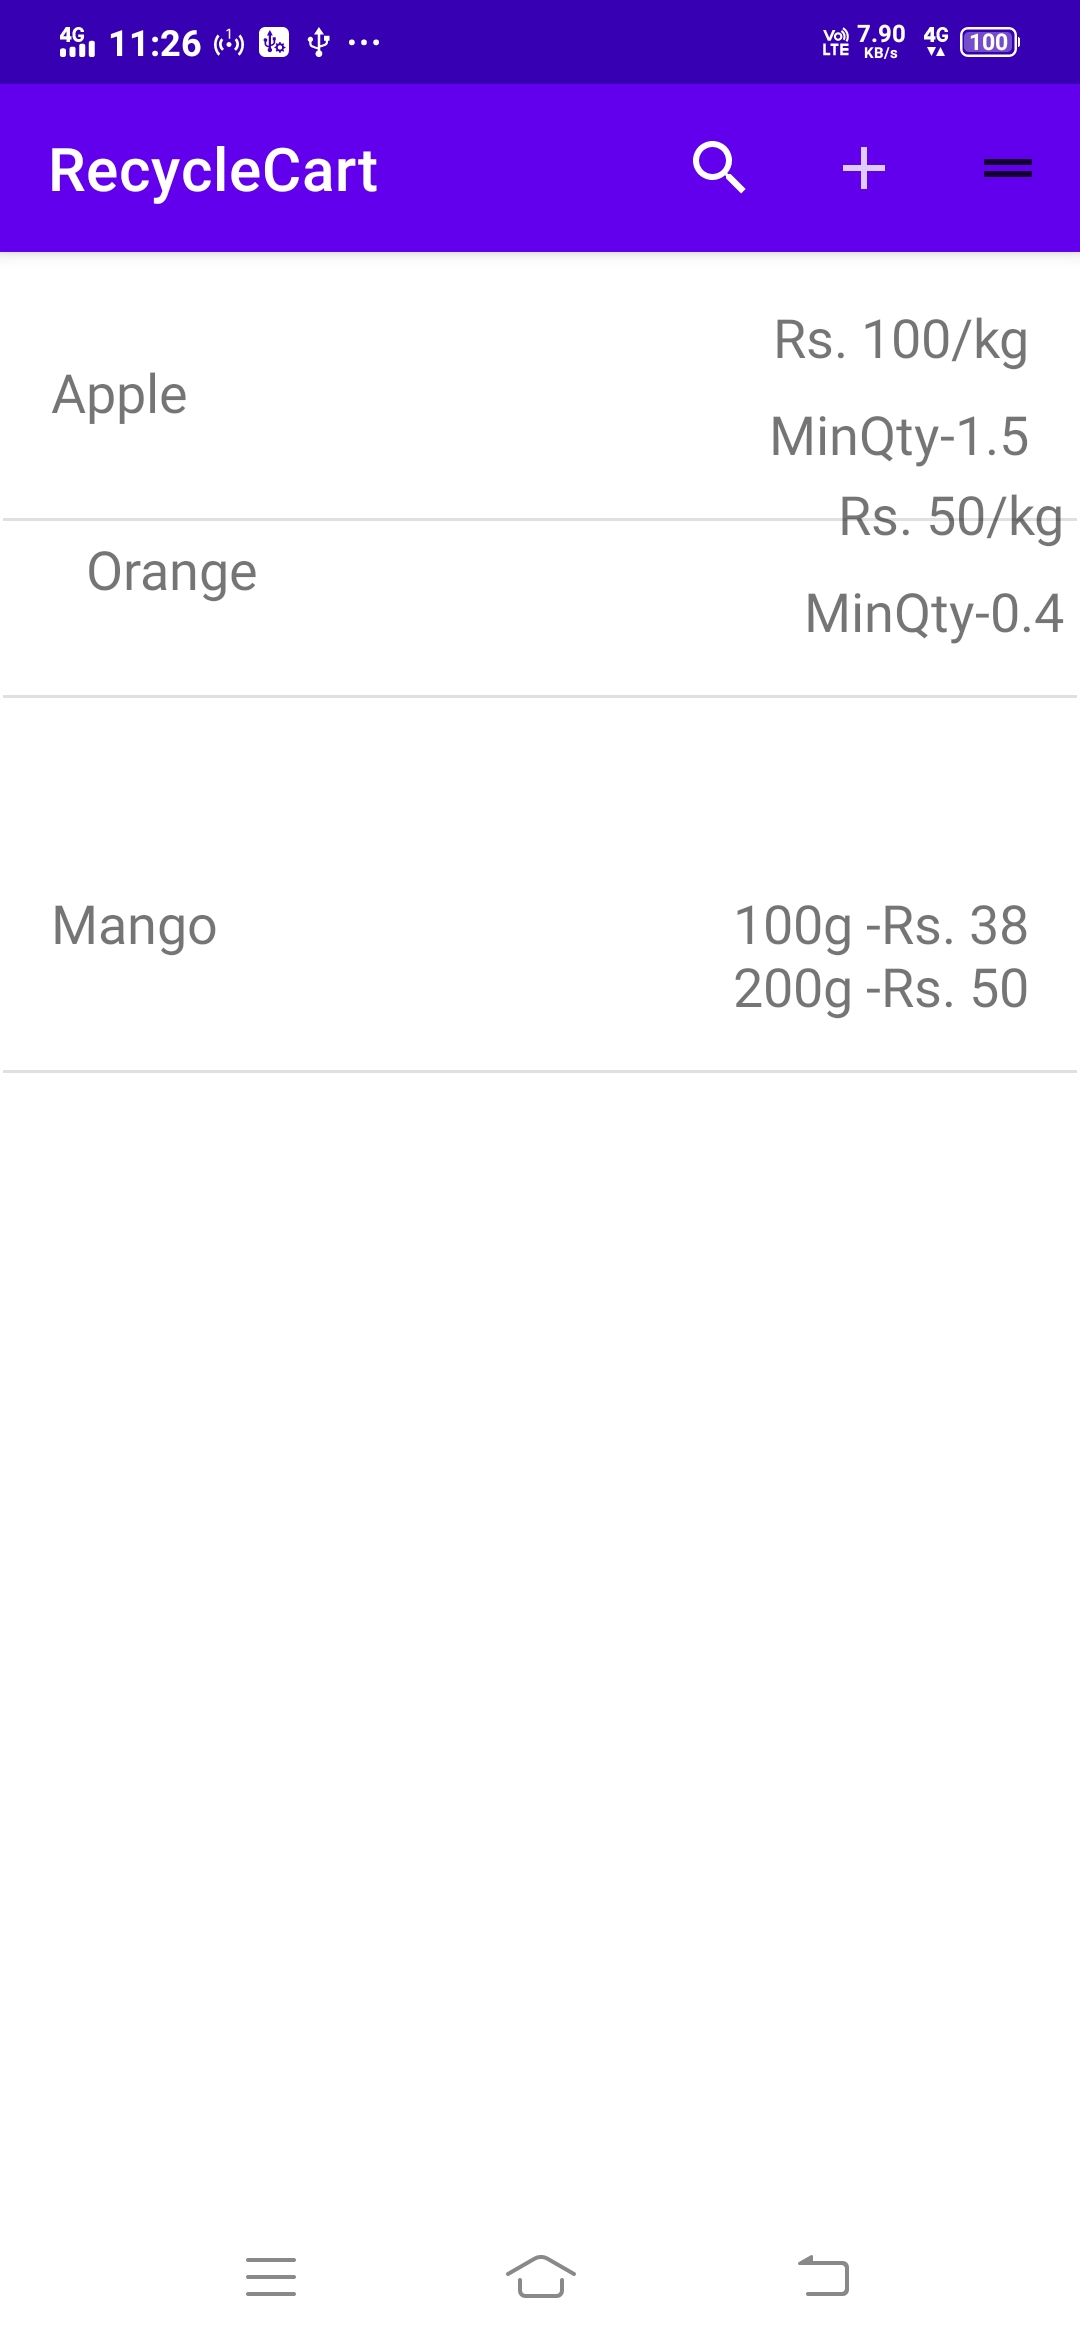 4G 11:26 Vo) LTE 7.90 KB/s 4G 100
RecycleCart
Rs. 100/kg
Apple
MinQty-1.5
Rs. 50/kg
Orange
MinQty-0.4
Mango 100g -Rs. 38
200g -Rs. 50